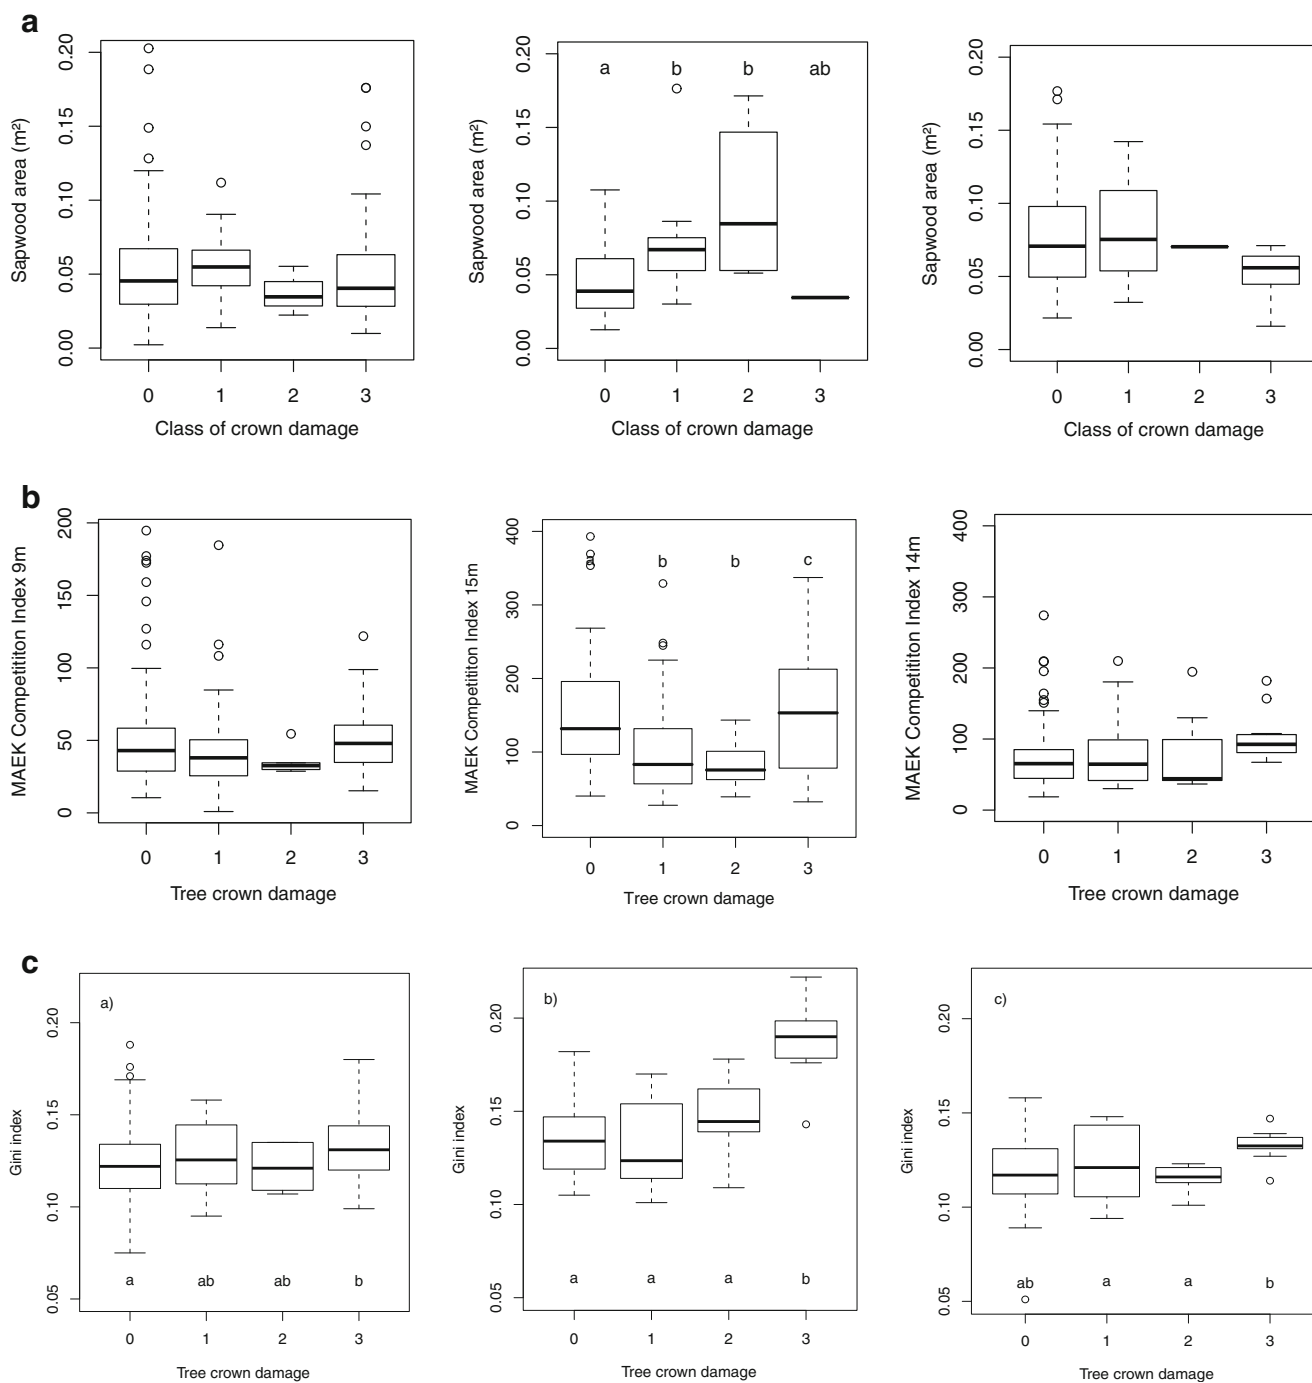 a
Sapwood area (m²)
0.00 0.05 0.10 0.15 0.20
0 1 2 3
Class of crown damage
Sapwood area (m²)
0.00 0.05 0.10 0.15 0.20
a b b ab
0 1 2 3
Class of crown damage
Sapwood area (m²)
0.00 0.05 0.10 0.15 0.20
0 1 2 3
Class of crown damage
b
MAEK Competititon Index 9m
0 50 100 150 200
0 1 2 3
Tree crown damage
MAEK Competititon Index 15m
0 100 200 300 400
a b b c
0 1 2 3
Tree crown damage
MAEK Competititon Index 14m
0 100 200 300 400
0 1 2 3
Tree crown damage
c
a)
Gini index
0.05 0.10 0.15 0.20
a ab ab b
0 1 2 3
Tree crown damage
b)
Gini index
0.05 0.10 0.15 0.20
a a a b
0 1 2 3
Tree crown damage
c)
Gini index
0.05 0.10 0.15 0.20
ab a a b
0 1 2 3
Tree crown damage